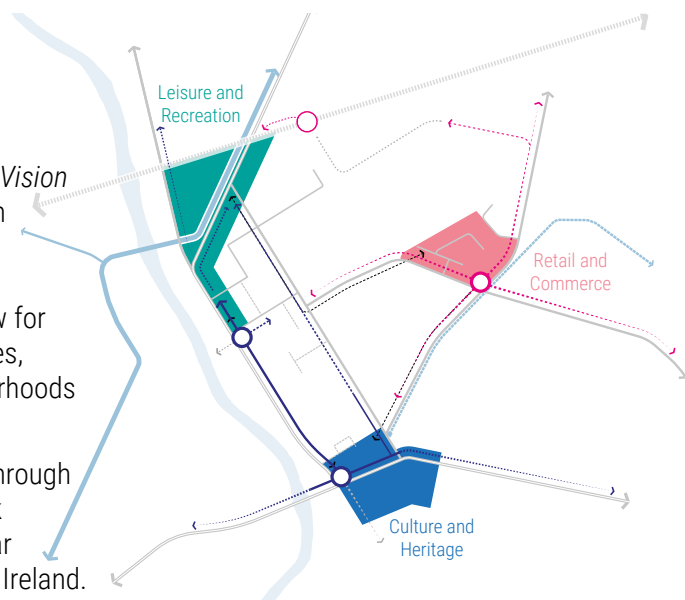 Vision
w for
es,
rhoods
hrough
ar
Ireland.
Leisure and
Recreation
Retail and
Commerce
Culture and
Heritage